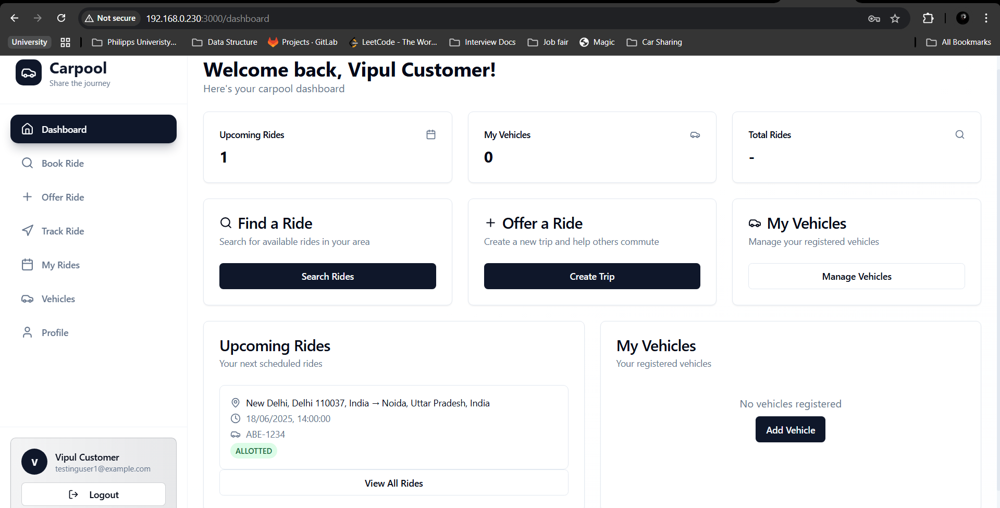 Not secure 192.168.0.230:3000/dashboard
University Philipps Univeristy... Data Structure Projects · GitLab LeetCode - The Wor... Interview Docs Job fair Magic Car Sharing All Bookmarks
Carpool
Share the journey
Dashboard
Book Ride
Offer Ride
Track Ride
My Rides
Vehicles
Profile
V
Vipul Customer
testinguser1@example.com
Logout
Welcome back, Vipul Customer!
Here's your carpool dashboard
Upcoming Rides
1
My Vehicles
0
Total Rides
-
Find a Ride
Search for available rides in your area
Search Rides
Offer a Ride
Create a new trip and help others commute
Create Trip
My Vehicles
Manage your registered vehicles
Manage Vehicles
Upcoming Rides
Your next scheduled rides
New Delhi, Delhi 110037, India → Noida, Uttar Pradesh, India
18/06/2025, 14:00:00
ABE-1234
ALLOTTED
View All Rides
My Vehicles
Your registered vehicles
No vehicles registered
Add Vehicle